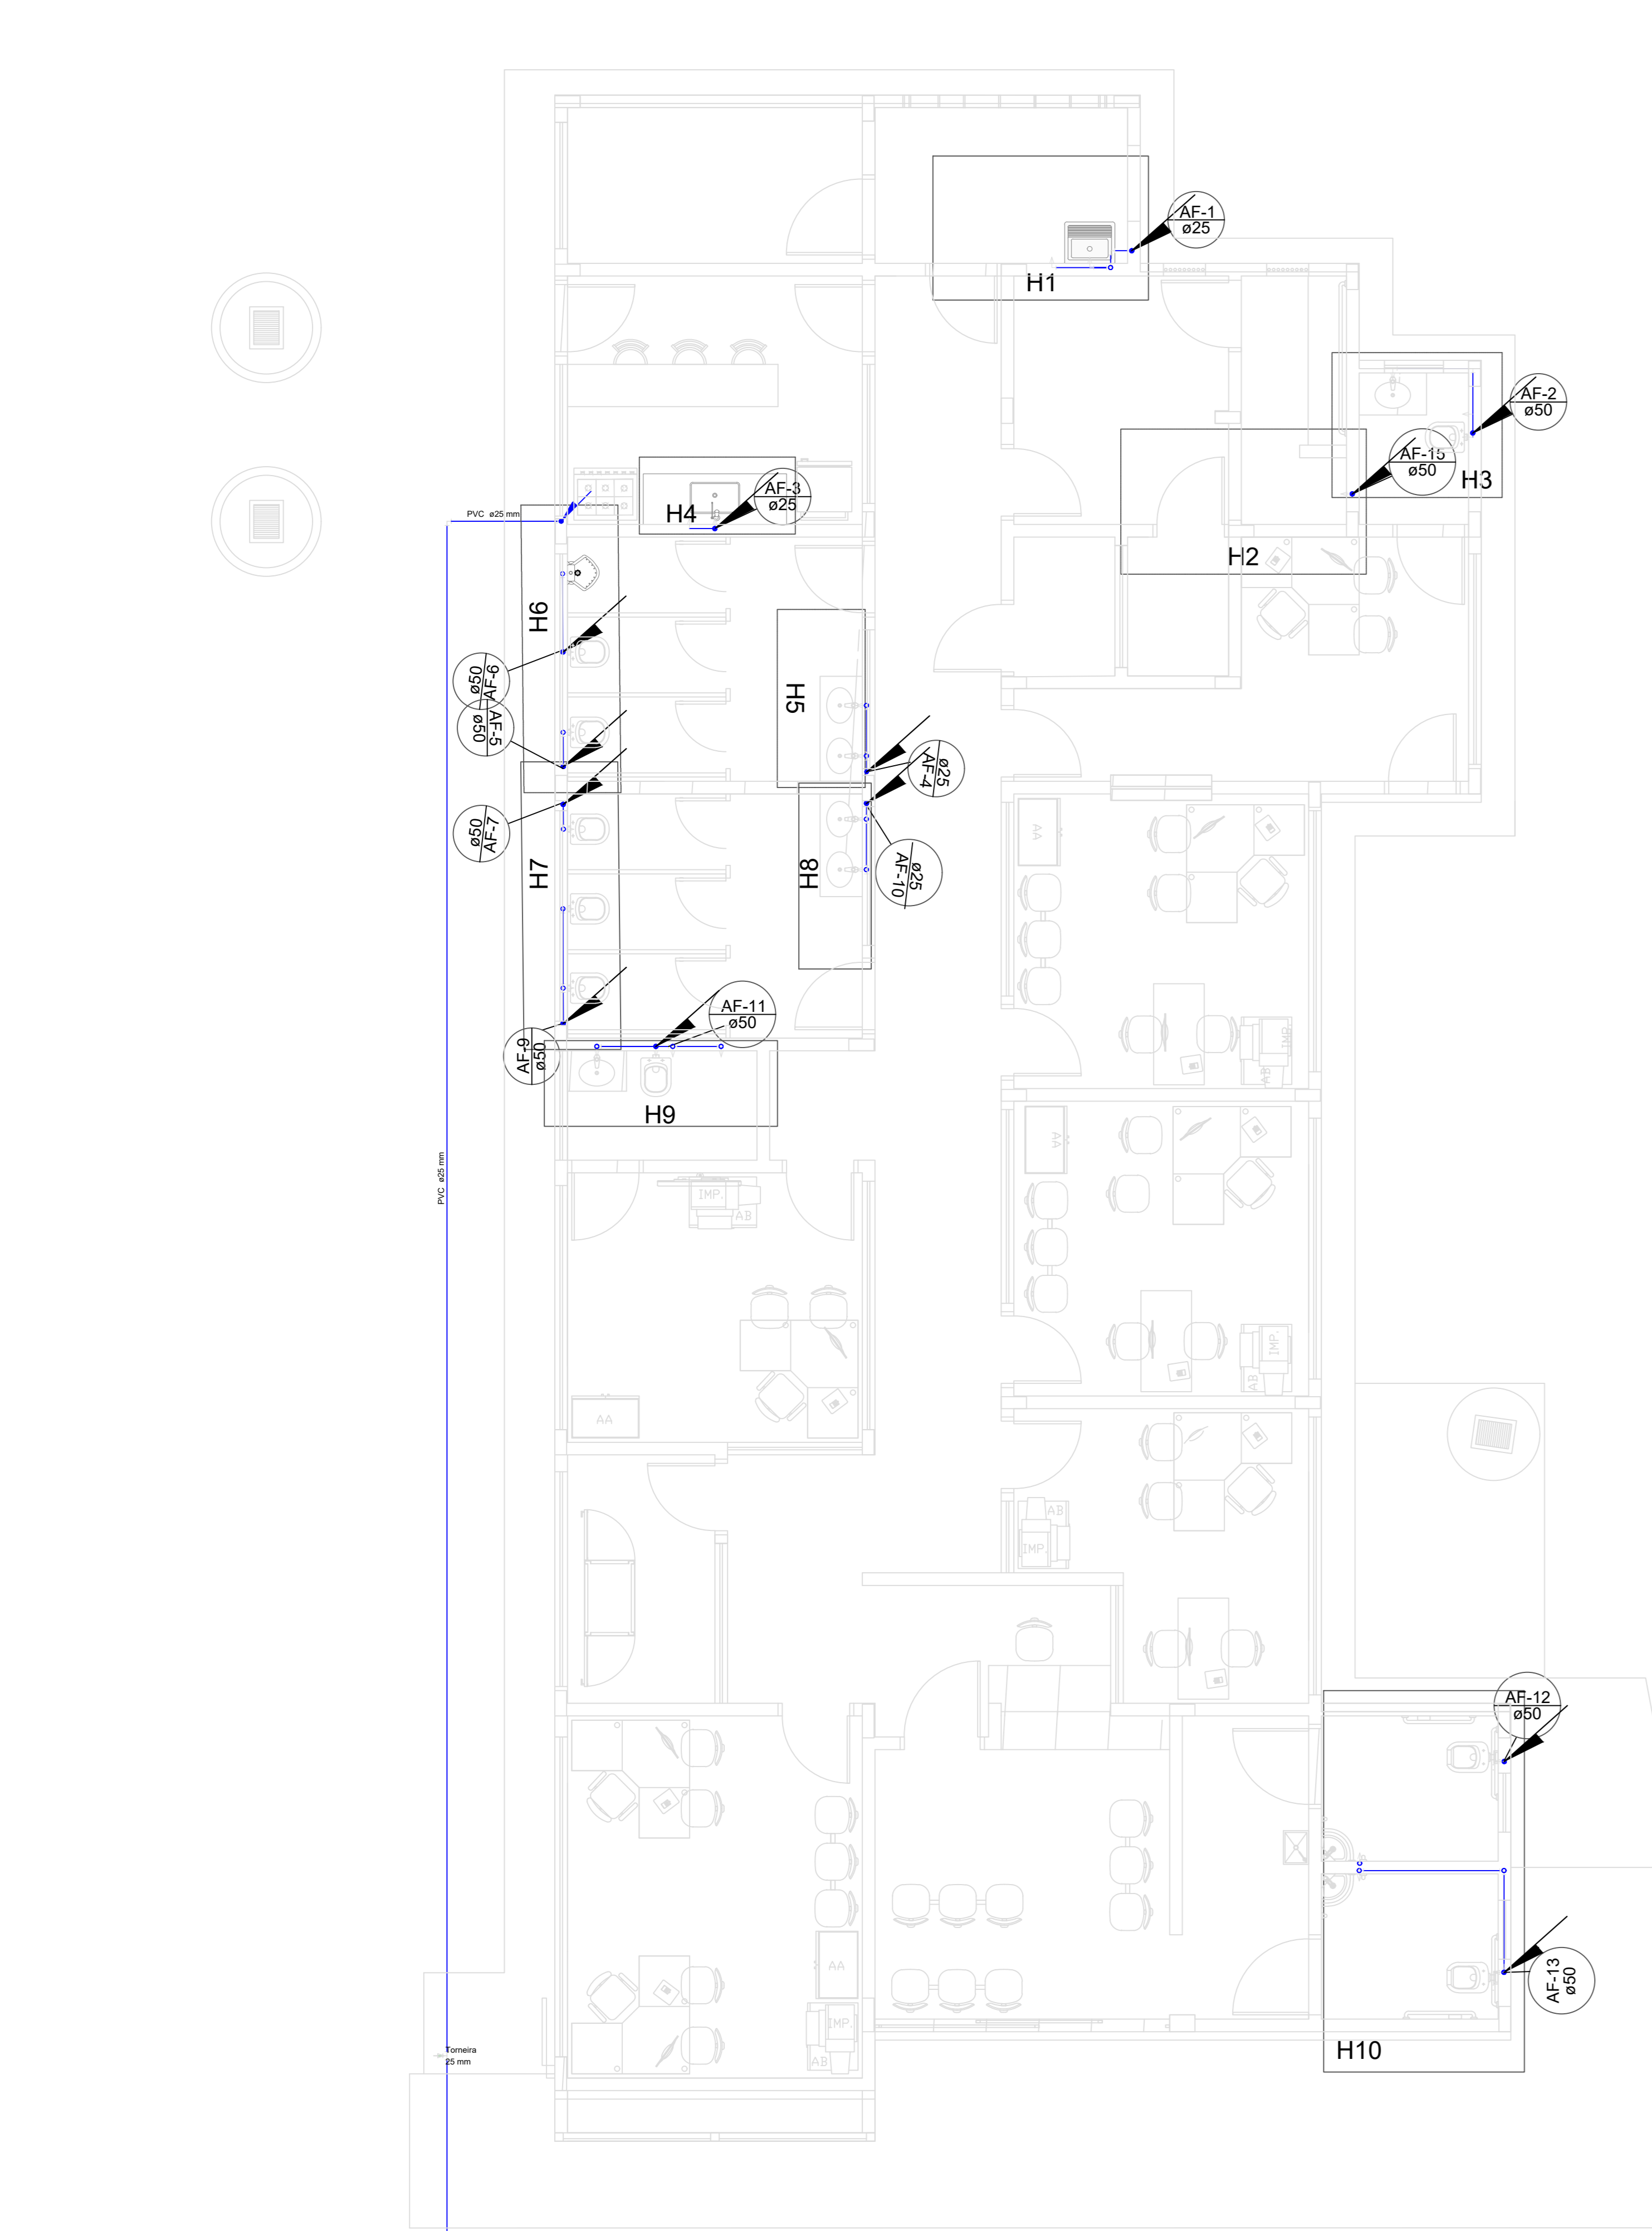 AF-1
ø25
H1
AF-2
ø50
AF-15
ø50
H3
AF-3
ø25
H4
PVC ø25 mm
H2
H6
AF-6
ø50
AF-5
ø50
H5
ø25
AF-4
AF-7
ø50
H7
H8
ø25
AF-10
AA
AF-11
ø50
AF-9
ø50
IMP.
AB
H9
AA
PVC ø25 mm
IMP.
AB
IMP.
AB
AA
AB
IMP.
AF-12
ø50
AA
AF-13
ø50
IMP.
AB
H10
Torneira
25 mm